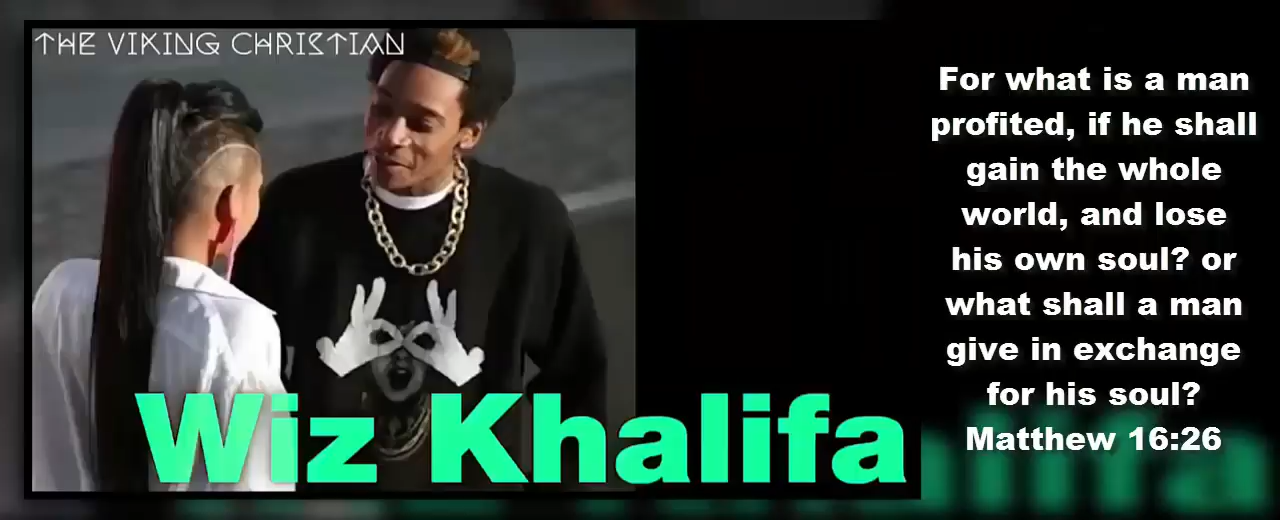 THE VIKING CHRISTIAN
Wiz Khalifa
For what is a man
profited, if he shall
gain the whole
world, and lose
his own soul? or
what shall a man
give in exchange
for his soul?
Matthew 16:26